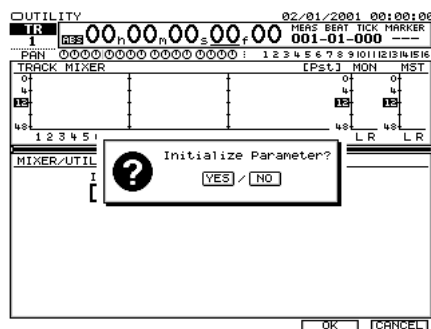 UTILITY 02/01/2001 00:00:00
TR 1 ABS 00h00m00s00f00 MEAS BEAT TICK MARKER
001-01-000 ---
PAN 1 2 3 4 5 6 7 8 9 10 11 12 13 14 15 16
TRACK MIXER [Pst] MON MST
0 0 0
4 4 4
12 12 12
48 48 48
1 2 3 4 5 L R L R
MIXER/UTIL
Initialize Parameter?
YES / NO
OK CANCEL